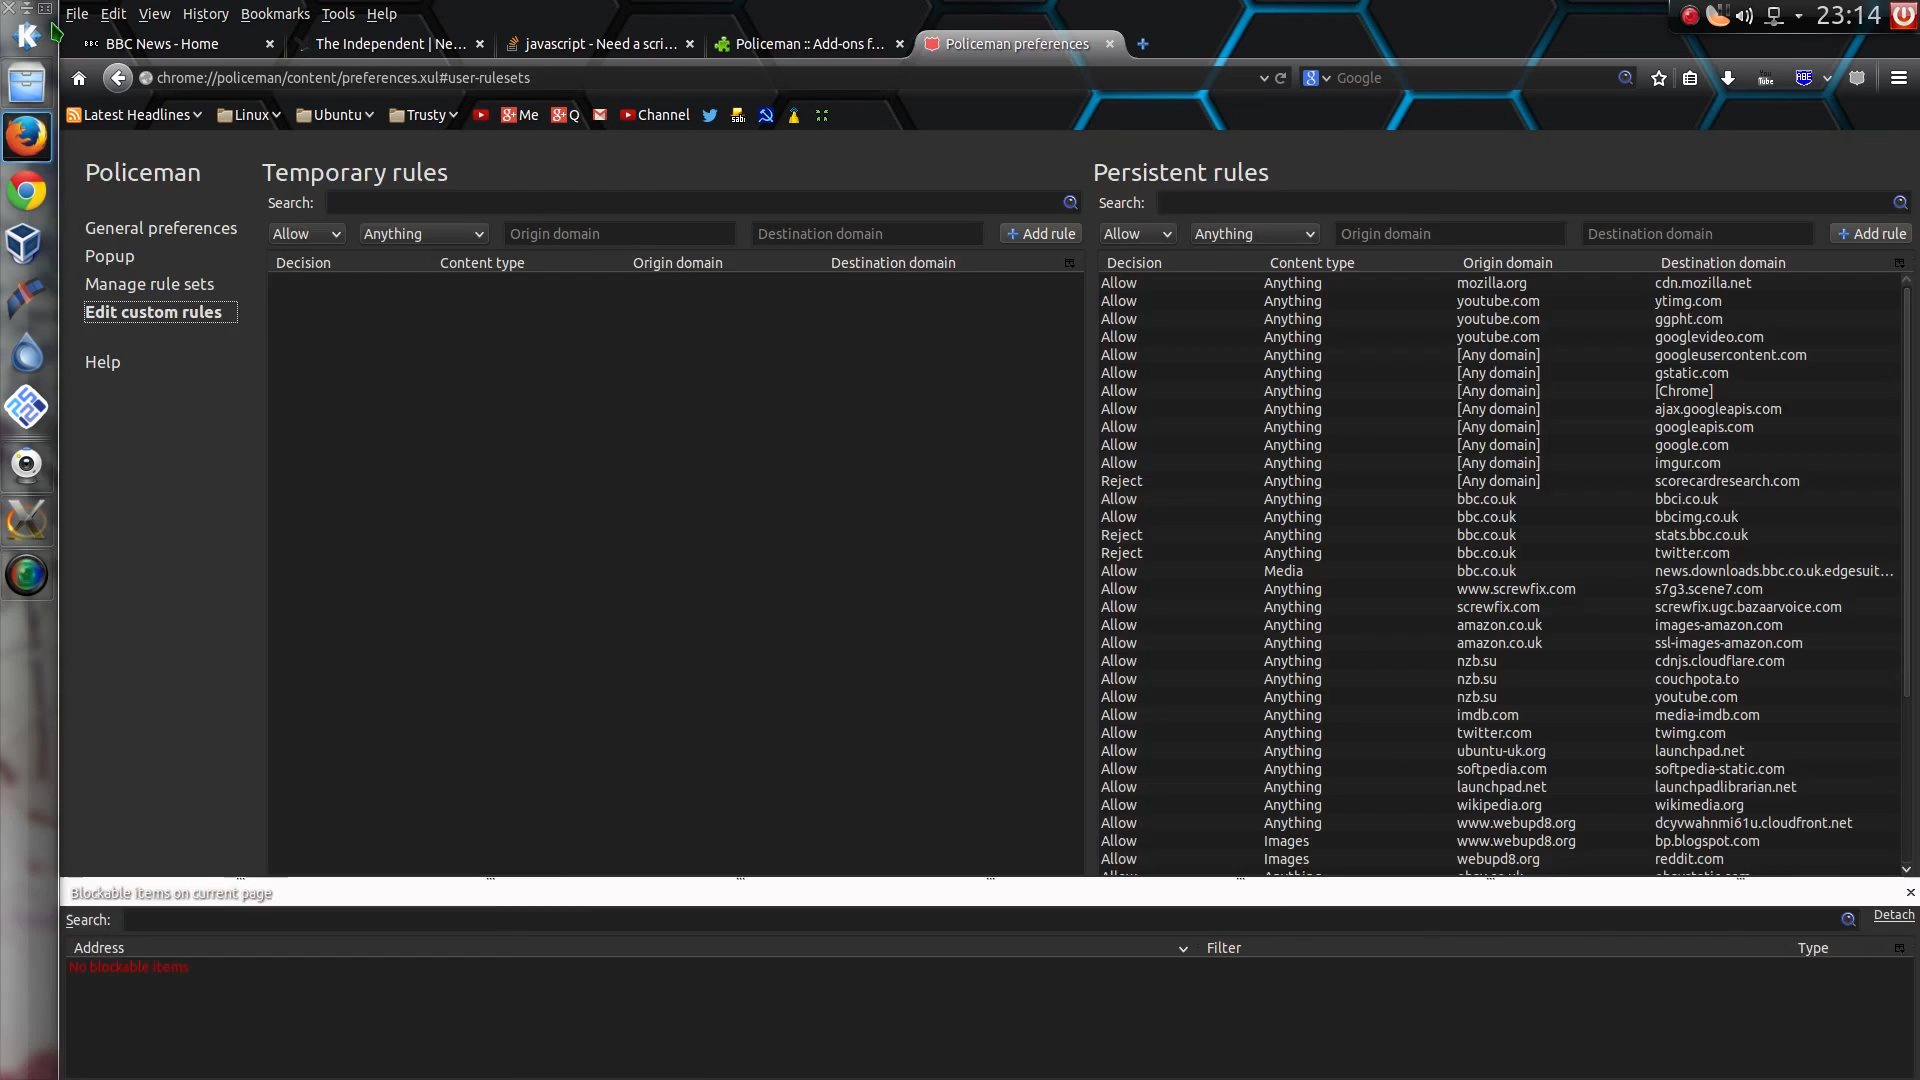 File Edit View History Bookmarks Tools Help
23:14
BBC BBC News - Home
The Independent | Ne...
javascript - Need a scri...
Policeman :: Add-ons f...
Policeman preferences
chrome://policeman/content/preferences.xul#user-rulesets
Google
Latest Headlines Linux Ubuntu Trusty Me Q Channel
Policeman
General preferences
Popup
Manage rule sets
Edit custom rules
Help
Temporary rules
Search:
Allow Anything Origin domain Destination domain Add rule
Decision Content type Origin domain Destination domain
Persistent rules
Search:
Allow Anything Origin domain Destination domain Add rule
Decision Content type Origin domain Destination domain
Allow Anything mozilla.org cdn.mozilla.net
Allow Anything youtube.com ytimg.com
Allow Anything youtube.com ggpht.com
Allow Anything youtube.com googlevideo.com
Allow Anything [Any domain] googleusercontent.com
Allow Anything [Any domain] gstatic.com
Allow Anything [Any domain] [Chrome]
Allow Anything [Any domain] ajax.googleapis.com
Allow Anything [Any domain] googleapis.com
Allow Anything [Any domain] google.com
Allow Anything [Any domain] imgur.com
Reject Anything [Any domain] scorecardresearch.com
Allow Anything bbc.co.uk bbci.co.uk
Allow Anything bbc.co.uk bbcimg.co.uk
Reject Anything bbc.co.uk stats.bbc.co.uk
Reject Anything bbc.co.uk twitter.com
Allow Media bbc.co.uk news.downloads.bbc.co.uk.edgesuit...
Allow Anything www.screwfix.com s7g3.scene7.com
Allow Anything screwfix.com screwfix.ugc.bazaarvoice.com
Allow Anything amazon.co.uk images-amazon.com
Allow Anything amazon.co.uk ssl-images-amazon.com
Allow Anything nzb.su cdnjs.cloudflare.com
Allow Anything nzb.su couchpota.to
Allow Anything nzb.su youtube.com
Allow Anything imdb.com media-imdb.com
Allow Anything twitter.com twimg.com
Allow Anything ubuntu-uk.org launchpad.net
Allow Anything softpedia.com softpedia-static.com
Allow Anything launchpad.net launchpadlibrarian.net
Allow Anything wikipedia.org wikimedia.org
Allow Anything www.webupd8.org dcyvwahnmi61u.cloudfront.net
Allow Images www.webupd8.org bp.blogspot.com
Allow Images webupd8.org reddit.com
Blockable items on current page
Search:
Detach
Address Filter Type
No blockable items